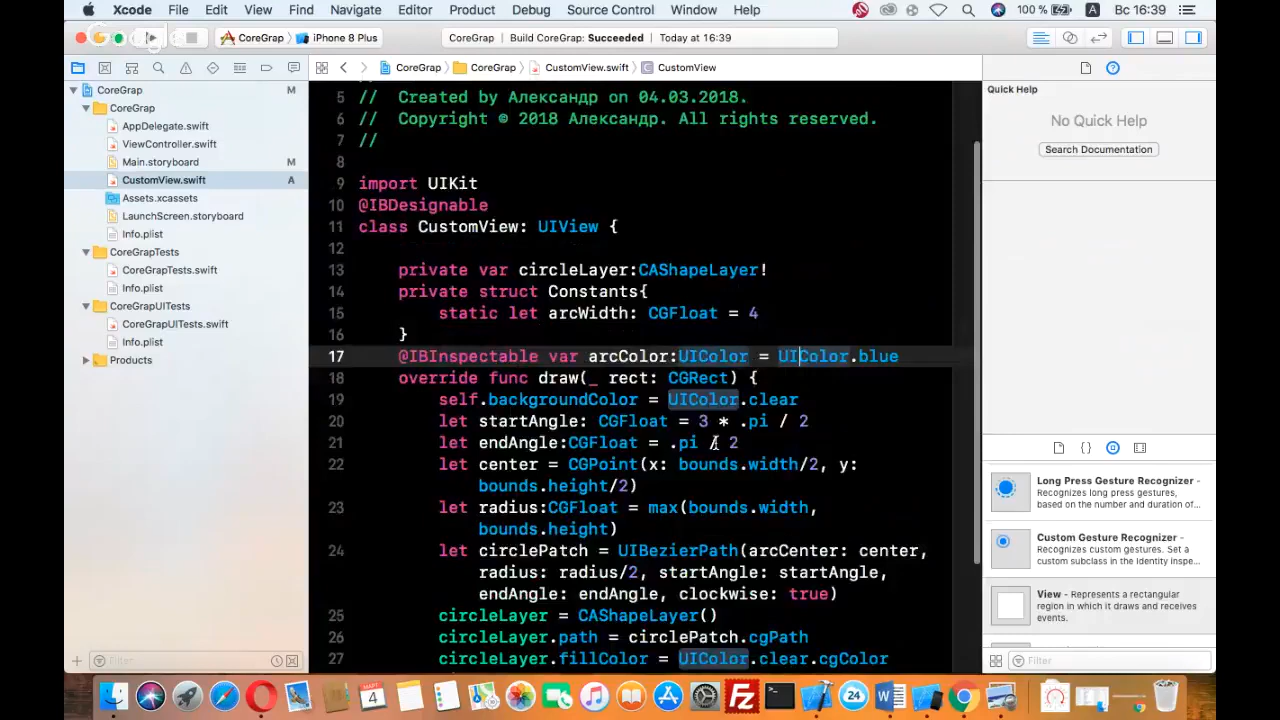 Xcode File Edit View Find Navigate Editor Product Debug Source Control Window Help 100 % A Вс 16:39
CoreGrap iPhone 8 Plus CoreGrap Build CoreGrap: Succeeded Today at 16:39
CoreGrap CoreGrap CustomView.swift CustomView
CoreGrap M
CoreGrap
AppDelegate.swift
ViewController.swift
Main.storyboard M
CustomView.swift A
Assets.xcassets
LaunchScreen.storyboard
Info.plist
CoreGrapTests
CoreGrapTests.swift
Info.plist
CoreGrapUITests
CoreGrapUITests.swift
Info.plist
Products
Filter
5 // Created by Александр on 04.03.2018.
6 // Copyright © 2018 Александр. All rights reserved.
7 //
8
9 import UIKit
10 @IBDesignable
11 class CustomView: UIView {
12
13 private var circleLayer:CAShapeLayer!
14 private struct Constants{
15 static let arcWidth: CGFloat = 4
16 }
17 @IBInspectable var arcColor:UIColor = UIColor.blue
18 override func draw(_ rect: CGRect) {
19 self.backgroundColor = UIColor.clear
20 let startAngle: CGFloat = 3 * .pi / 2
21 let endAngle:CGFloat = .pi / 2
22 let center = CGPoint(x: bounds.width/2, y:
bounds.height/2)
23 let radius:CGFloat = max(bounds.width,
bounds.height)
24 let circlePatch = UIBezierPath(arcCenter: center,
radius: radius/2, startAngle: startAngle,
endAngle: endAngle, clockwise: true)
25 circleLayer = CAShapeLayer()
26 circleLayer.path = circlePatch.cgPath
27 circleLayer.fillColor = UIColor.clear.cgColor
Quick Help
No Quick Help
Search Documentation
{ }
Long Press Gesture Recognizer -
Recognizes long press gestures,
based on the number and duration of...
Custom Gesture Recognizer -
Recognizes custom gestures. Set a
custom subclass in the identity inspe...
View - Represents a rectangular
region in which it draws and receives
events.
Filter
МАРТ
4
FZ
24
W